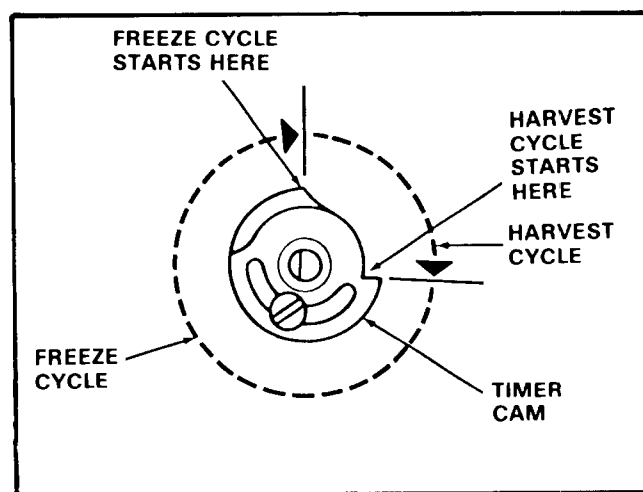 FREEZE CYCLE
STARTS HERE
HARVEST
CYCLE
STARTS
HERE
HARVEST
CYCLE
FREEZE
CYCLE
TIMER
CAM